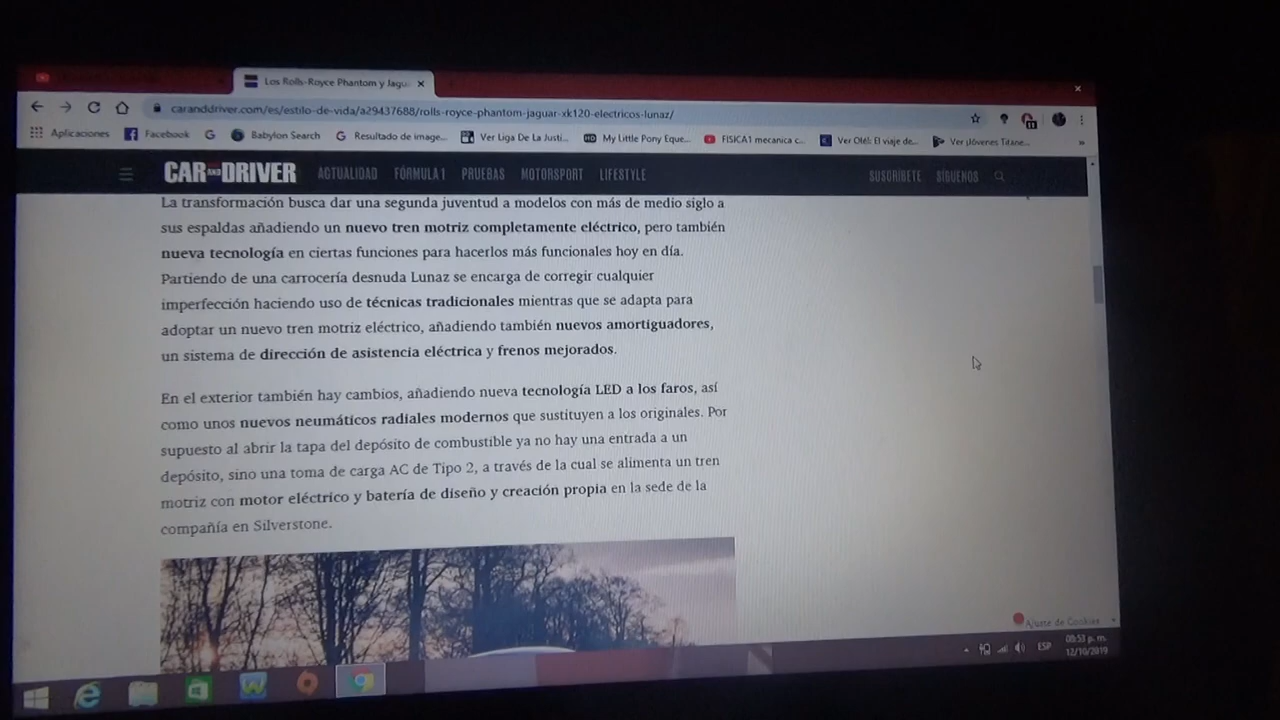 Los Rolls-Royce Phantom y Jagu
caranddriver.com/es/estilo-de-vida/a29437688/rolls-royce-phantom-jaguar-xk120-electricos-lunaz/
Aplicaciones Facebook Babylon Search Resultado de image... Ver Liga De La Justi... My Little Pony Eque... FISICA1 mecanica c... Ver Olé!: El viaje de... Ver ¡Jóvenes Titane... »
CAR AND DRIVER ACTUALIDAD FÓRMULA 1 PRUEBAS MOTORSPORT LIFESTYLE SUSCRÍBETE SÍGUENOS
La transformación busca dar una segunda juventud a modelos con más de medio siglo a
sus espaldas añadiendo un nuevo tren motriz completamente eléctrico, pero también
nueva tecnología en ciertas funciones para hacerlos más funcionales hoy en día.
Partiendo de una carrocería desnuda Lunaz se encarga de corregir cualquier
imperfección haciendo uso de técnicas tradicionales mientras que se adapta para
adoptar un nuevo tren motriz eléctrico, añadiendo también nuevos amortiguadores,
un sistema de dirección de asistencia eléctrica y frenos mejorados.
En el exterior también hay cambios, añadiendo nueva tecnología LED a los faros, así
como unos nuevos neumáticos radiales modernos que sustituyen a los originales. Por
supuesto al abrir la tapa del depósito de combustible ya no hay una entrada a un
depósito, sino una toma de carga AC de Tipo 2, a través de la cual se alimenta un tren
motriz con motor eléctrico y batería de diseño y creación propia en la sede de la
compañía en Silverstone.
Ajuste de Cookies
ESP 08:53 p. m.
12/10/2019